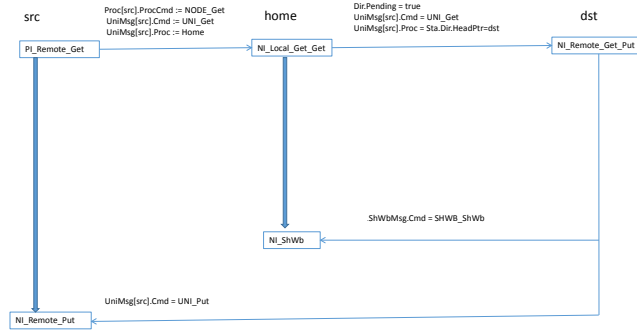 src
home
dst
Proc[src].ProcCmd := NODE_Get
UniMsg[src].Cmd := UNI_Get
UniMsg[src].Proc := Home
Dir.Pending = true
UniMsg[src].Cmd = UNI_Get
UniMsg[src].Proc = Sta.Dir.HeadPtr=dst
PI_Remote_Get
NI_Local_Get_Get
NI_Remote_Get_Put
ShWbMsg.Cmd = SHWB_ShWb
NI_ShWb
UniMsg[src].Cmd = UNI_Put
NI_Remote_Put